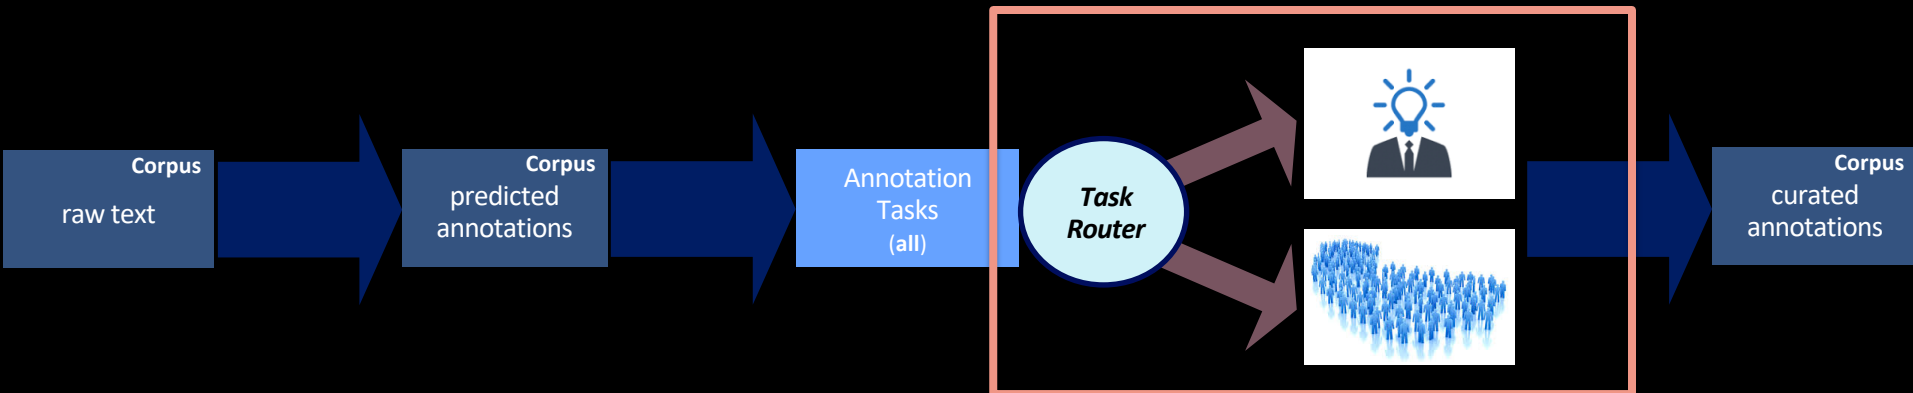 Corpus
raw text
Corpus
predicted
annotations
Annotation
Tasks
(all)
Task
Router
Corpus
curated
annotations